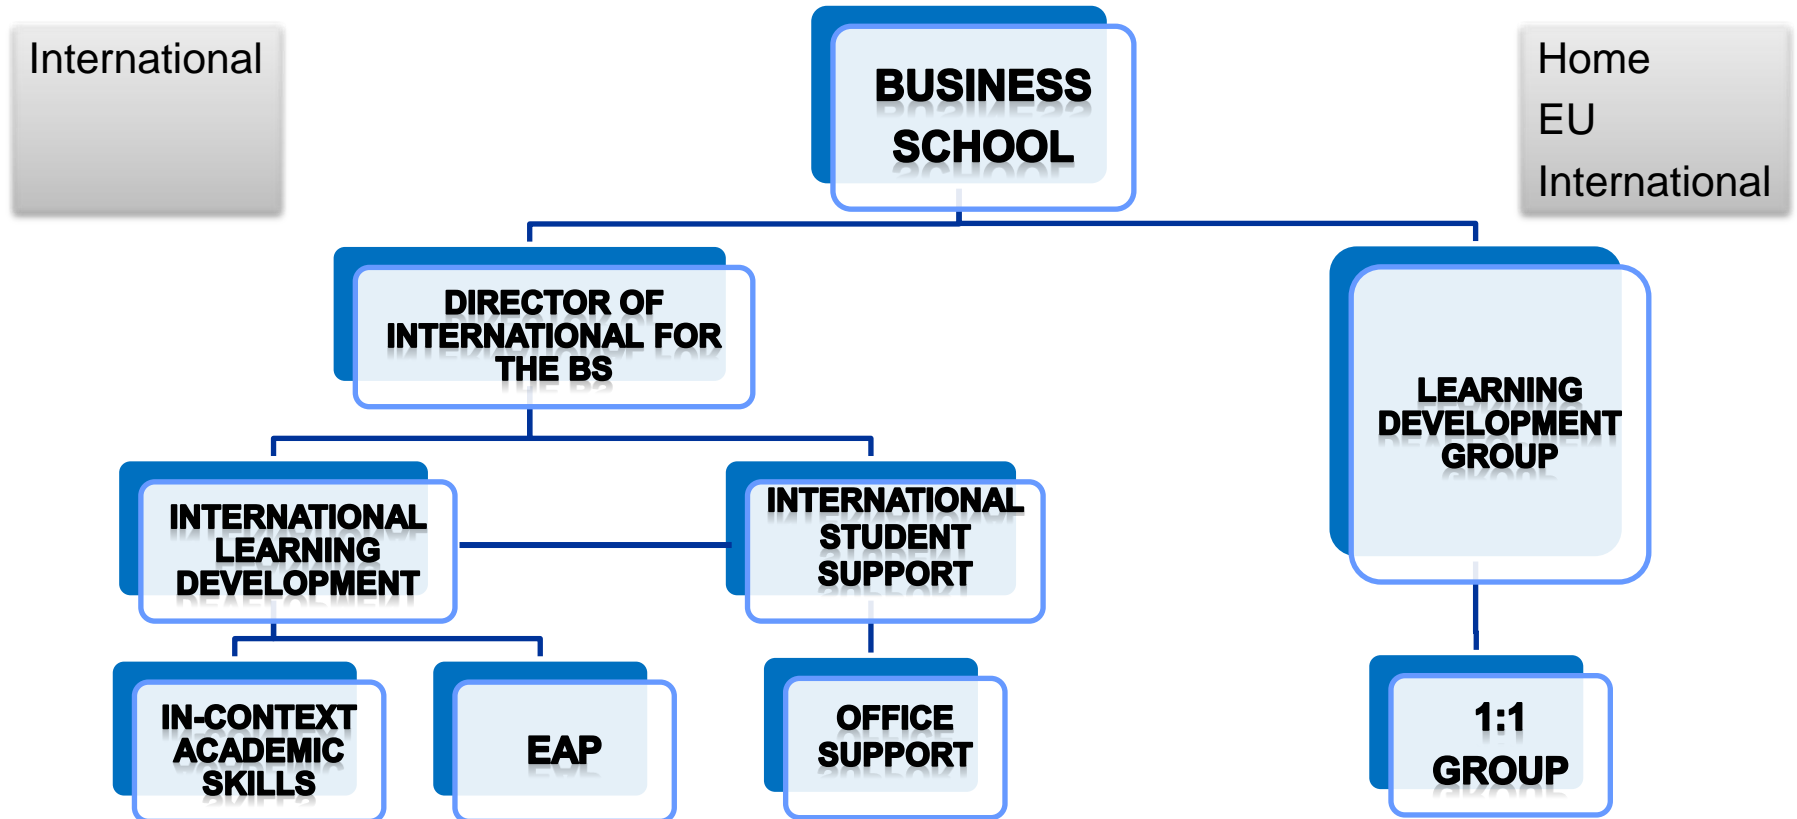 International
Home
EU
International
BUSINESS
SCHOOL
DIRECTOR OF
INTERNATIONAL FOR
THE BS
LEARNING
DEVELOPMENT
GROUP
INTERNATIONAL
LEARNING
DEVELOPMENT
INTERNATIONAL
STUDENT
SUPPORT
IN-CONTEXT
ACADEMIC
SKILLS
EAP
OFFICE
SUPPORT
1:1
GROUP